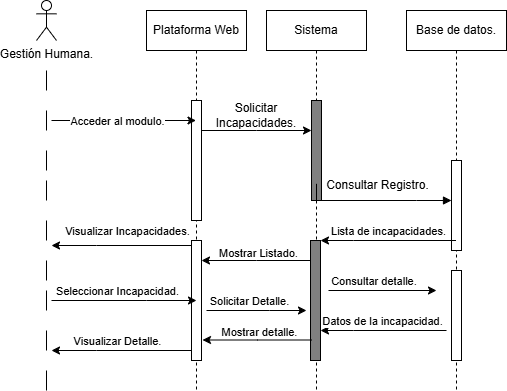 Gestión Humana.
Plataforma Web
Sistema
Base de datos.
Acceder al modulo.
Solicitar
Incapacidades.
Consultar Registro.
Visualizar Incapacidades.
Lista de incapacidades.
Mostrar Listado.
Seleccionar Incapacidad.
Consultar detalle.
Solicitar Detalle.
Datos de la incapacidad.
Mostrar detalle.
Visualizar Detalle.